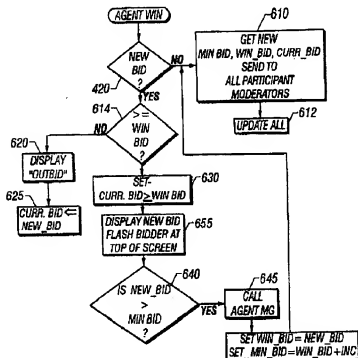 AGENT WIN
610
GET NEW
MIN BID, WIN_BID, CURR_BID
SEND TO
ALL PARTICIPANT
MODERATORS
NO
NEW
BID
?
420
YES
612
UPDATE ALL
614
>=
WIN
BID
?
NO
YES
620
DISPLAY
"OUTBID"
630
SET-
CURR. BID ≥ WIN BID
625
CURR. BID ⇐
NEW_BID
655
DISPLAY NEW BID
FLASH BIDDER AT
TOP OF SCREEN
640
IS NEW_BID
>
MIN BID
?
YES
645
CALL
AGENT MG
SET WIN_BID = NEW_BID
SET MIN_BID=WIN_BID+INC